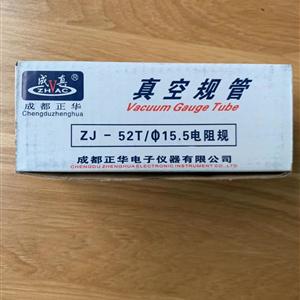 成真
ZHVAC
成都正华
Chengduzhenghua
真空规管
Vacuum Gauge Tube
ZJ - 52T/Φ15.5电阻规
成都正华电子仪器有限公司
CHENGDU ZHENGHUA ELECTRONIC INSTRUMENT CO.,LTD